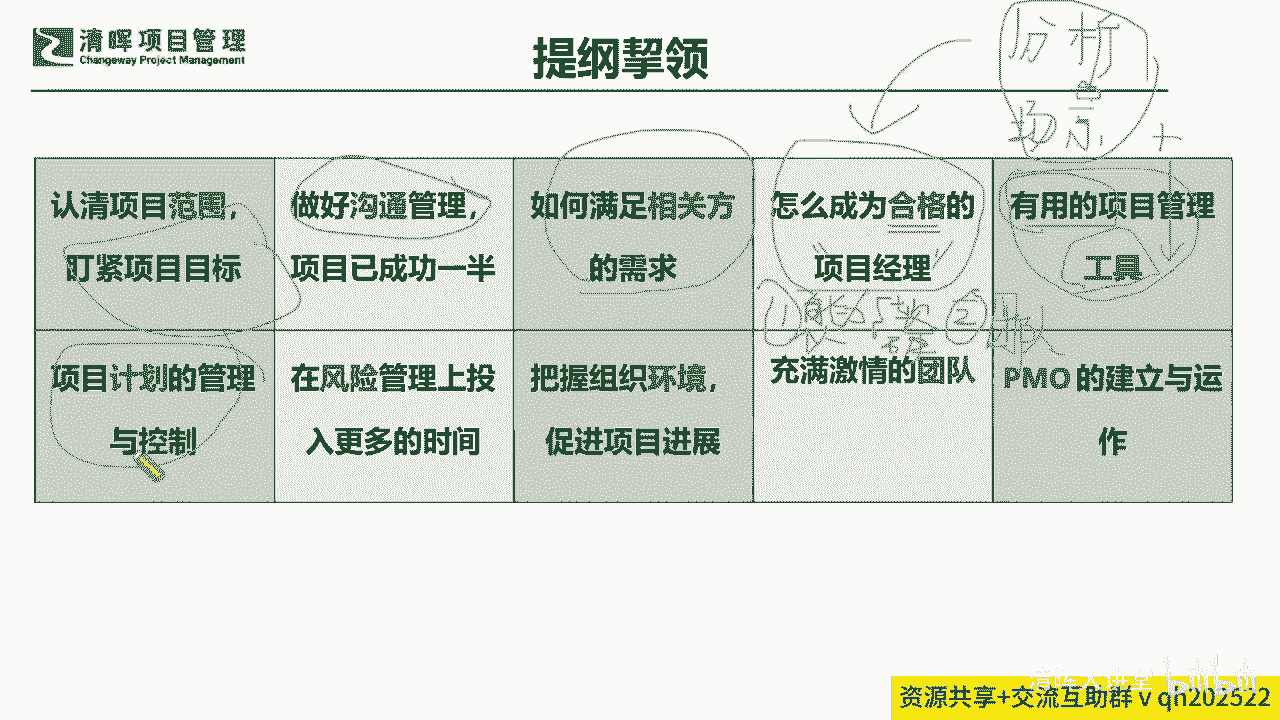 清晖项目管理
Changeway Project Management
提纲挈领
分析
场景
认清项目范围，
盯紧项目目标
做好沟通管理，
项目已成功一半
如何满足相关方
的需求
怎么成为合格的
项目经理
有用的项目管理
工具
① ②团队
项目计划的管理
与控制
在风险管理上投
入更多的时间
把握组织环境，
促进项目进展
充满激情的团队
PMO 的建立与运
作
清晖大讲堂 bilibili
资源共享+交流互助群 v qh202522